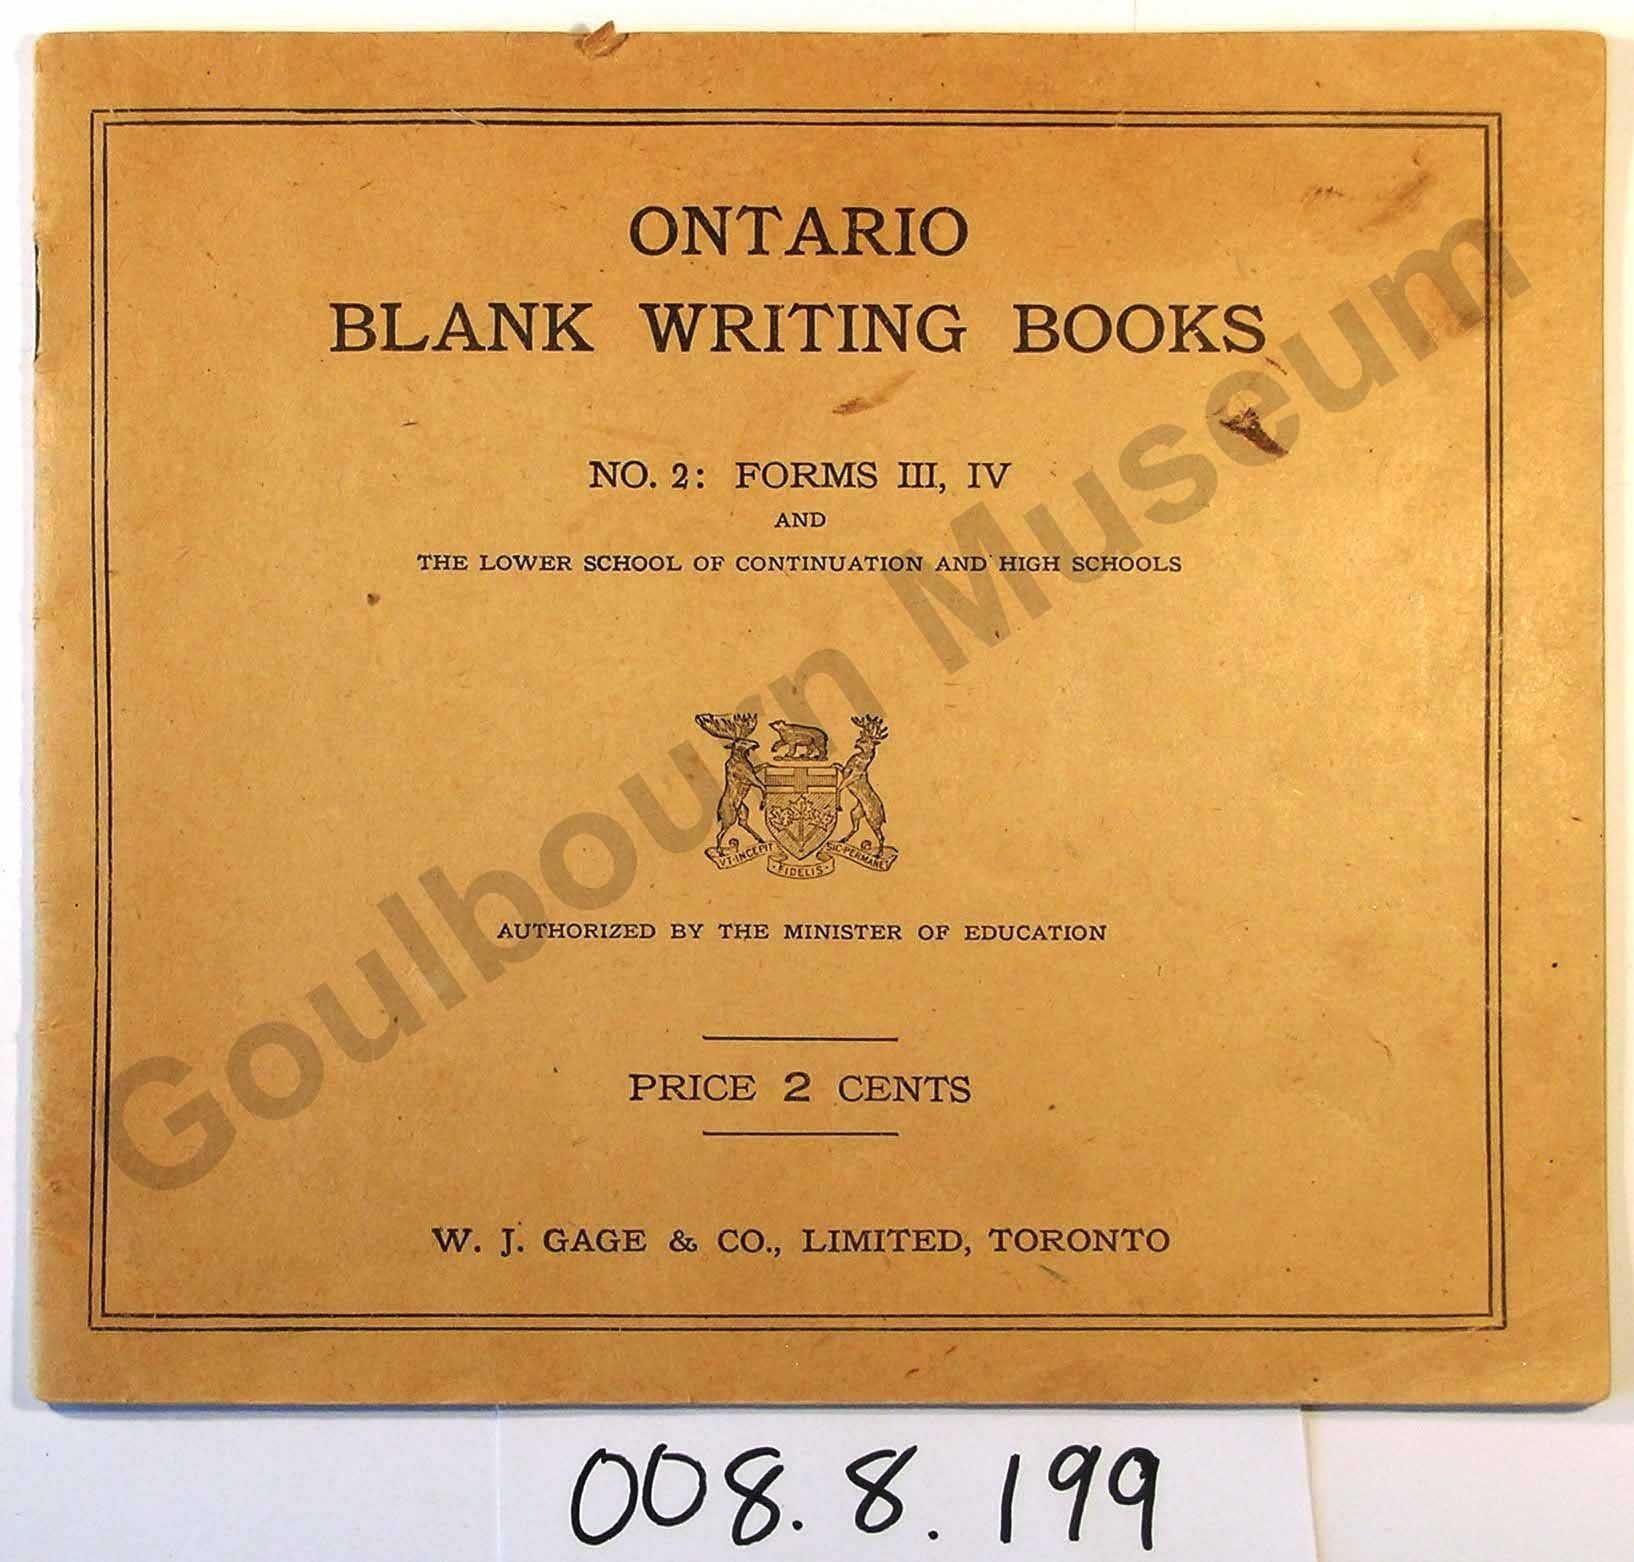 ONTARIO
BLANK WRITING BOOKS
NO. 2: FORMS III, IV
AND
THE LOWER SCHOOL OF CONTINUATION AND HIGH SCHOOLS
VT·INCEPIT SIC·PERMANET
·FIDELIS·
AUTHORIZED BY THE MINISTER OF EDUCATION
PRICE 2 CENTS
W. J. GAGE & CO., LIMITED, TORONTO
Goulbourn Museum
008.8.199